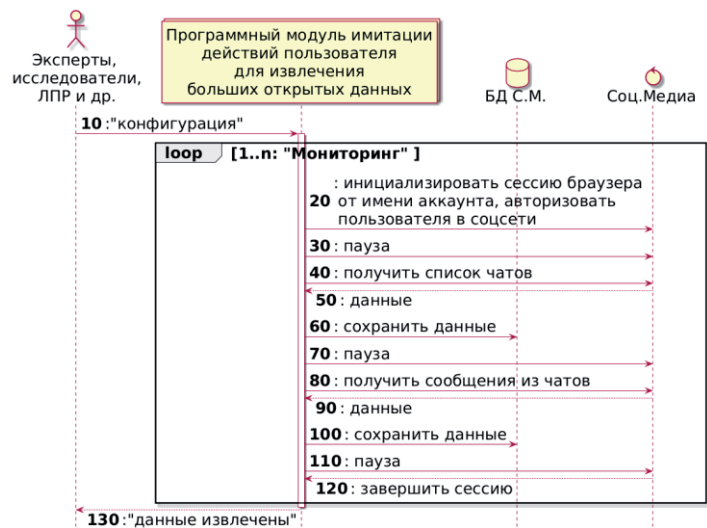 Эксперты,
исследователи,
ЛПР и др.
Программный модуль имитации
действий пользователя
для извлечения
больших открытых данных
БД С.М.
Соц.Медиа
10 :"конфигурация"
loop [1..n: "Мониторинг" ]
: инициализировать сессию браузера
20 от имени аккаунта, авторизовать
пользователя в соцсети
30 : пауза
40 : получить список чатов
50 : данные
60 : сохранить данные
70 : пауза
80 : получить сообщения из чатов
90 : данные
100 : сохранить данные
110 : пауза
120 : завершить сессию
130 :"данные извлечены"